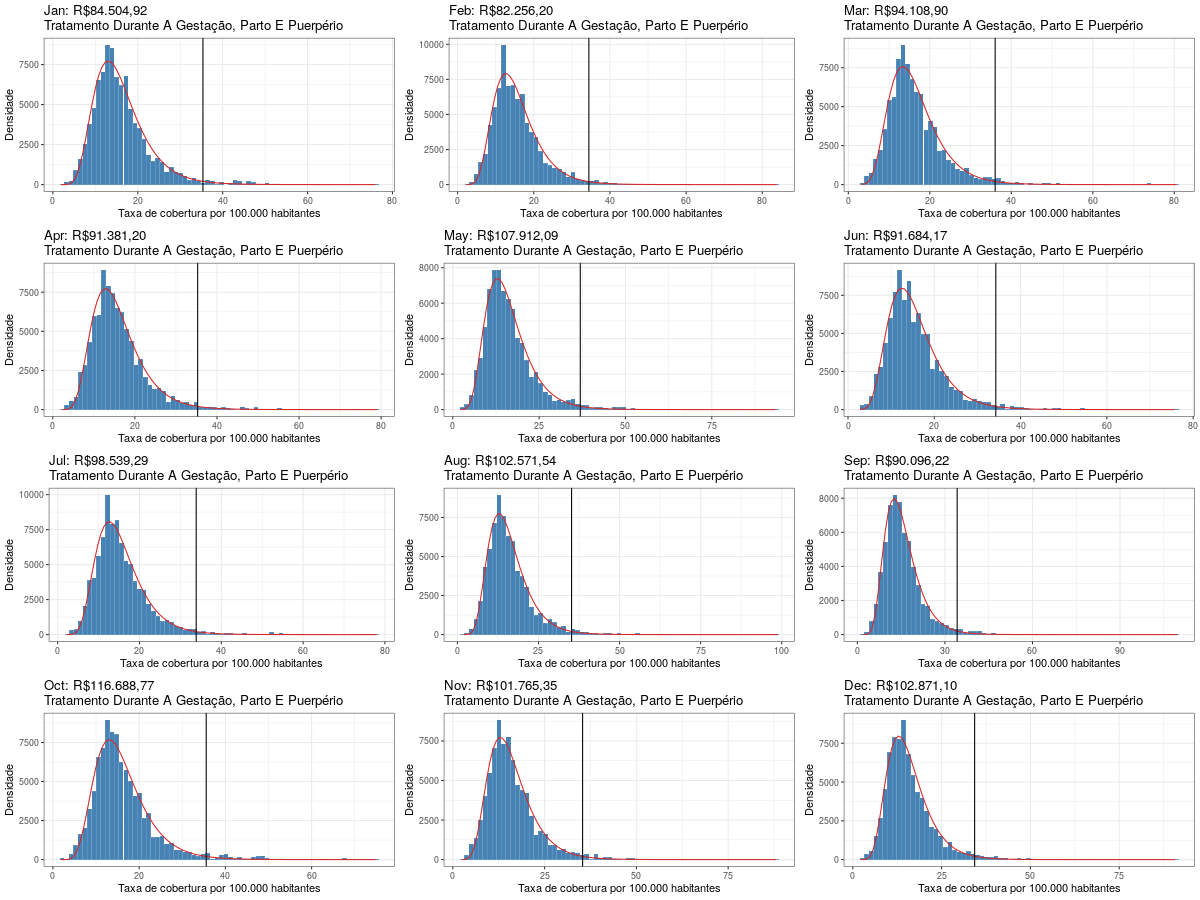 Jan: R$84.504,92
Tratamento Durante A Gestação, Parto E Puerpério
Densidade
7500
5000
2500
0
0 20 40 60 80
Taxa de cobertura por 100.000 habitantes
Feb: R$82.256,20
Tratamento Durante A Gestação, Parto E Puerpério
Densidade
10000
7500
5000
2500
0
0 20 40 60 80
Taxa de cobertura por 100.000 habitantes
Mar: R$94.108,90
Tratamento Durante A Gestação, Parto E Puerpério
Densidade
7500
5000
2500
0
0 20 40 60 80
Taxa de cobertura por 100.000 habitantes
Apr: R$91.381,20
Tratamento Durante A Gestação, Parto E Puerpério
Densidade
7500
5000
2500
0
0 20 40 60 80
Taxa de cobertura por 100.000 habitantes
May: R$107.912,09
Tratamento Durante A Gestação, Parto E Puerpério
Densidade
8000
6000
4000
2000
0
0 25 50 75
Taxa de cobertura por 100.000 habitantes
Jun: R$91.684,17
Tratamento Durante A Gestação, Parto E Puerpério
Densidade
7500
5000
2500
0
0 20 40 60 80
Taxa de cobertura por 100.000 habitantes
Jul: R$98.539,29
Tratamento Durante A Gestação, Parto E Puerpério
Densidade
10000
7500
5000
2500
0
0 20 40 60 80
Taxa de cobertura por 100.000 habitantes
Aug: R$102.571,54
Tratamento Durante A Gestação, Parto E Puerpério
Densidade
7500
5000
2500
0
0 25 50 75 100
Taxa de cobertura por 100.000 habitantes
Sep: R$90.096,22
Tratamento Durante A Gestação, Parto E Puerpério
Densidade
8000
6000
4000
2000
0
0 30 60 90
Taxa de cobertura por 100.000 habitantes
Oct: R$116.688,77
Tratamento Durante A Gestação, Parto E Puerpério
Densidade
7500
5000
2500
0
0 20 40 60
Taxa de cobertura por 100.000 habitantes
Nov: R$101.765,35
Tratamento Durante A Gestação, Parto E Puerpério
Densidade
7500
5000
2500
0
0 25 50 75
Taxa de cobertura por 100.000 habitantes
Dec: R$102.871,10
Tratamento Durante A Gestação, Parto E Puerpério
Densidade
7500
5000
2500
0
0 25 50 75
Taxa de cobertura por 100.000 habitantes